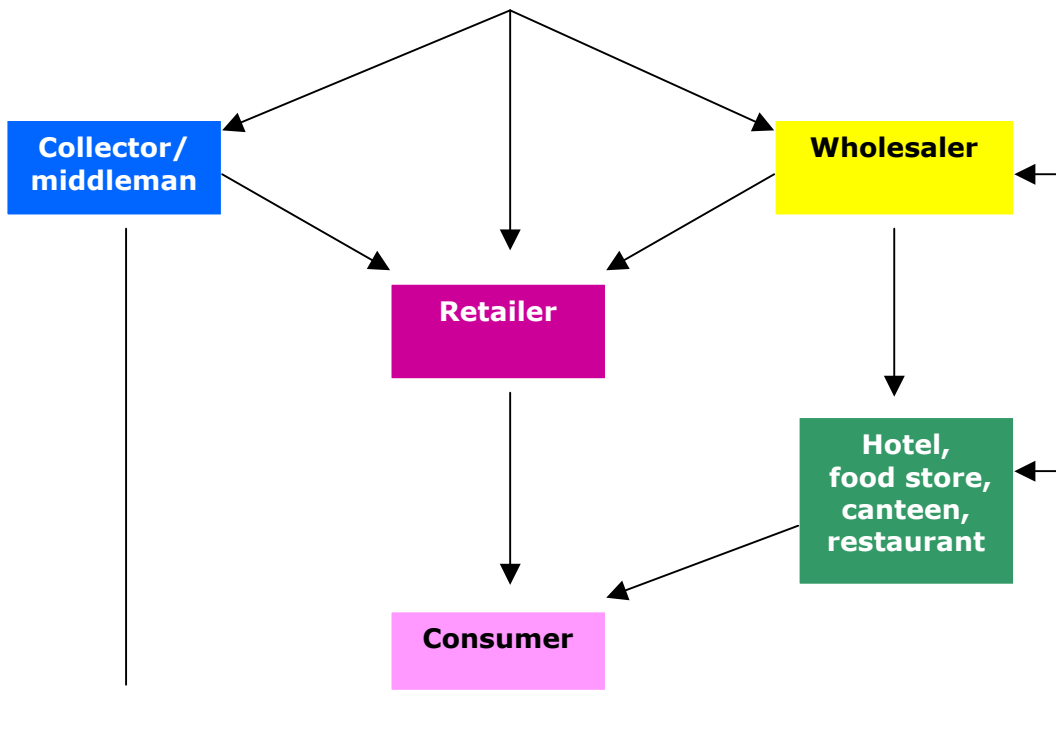 Collector/
middleman
Wholesaler
Retailer
Hotel,
food store,
canteen,
restaurant
Consumer